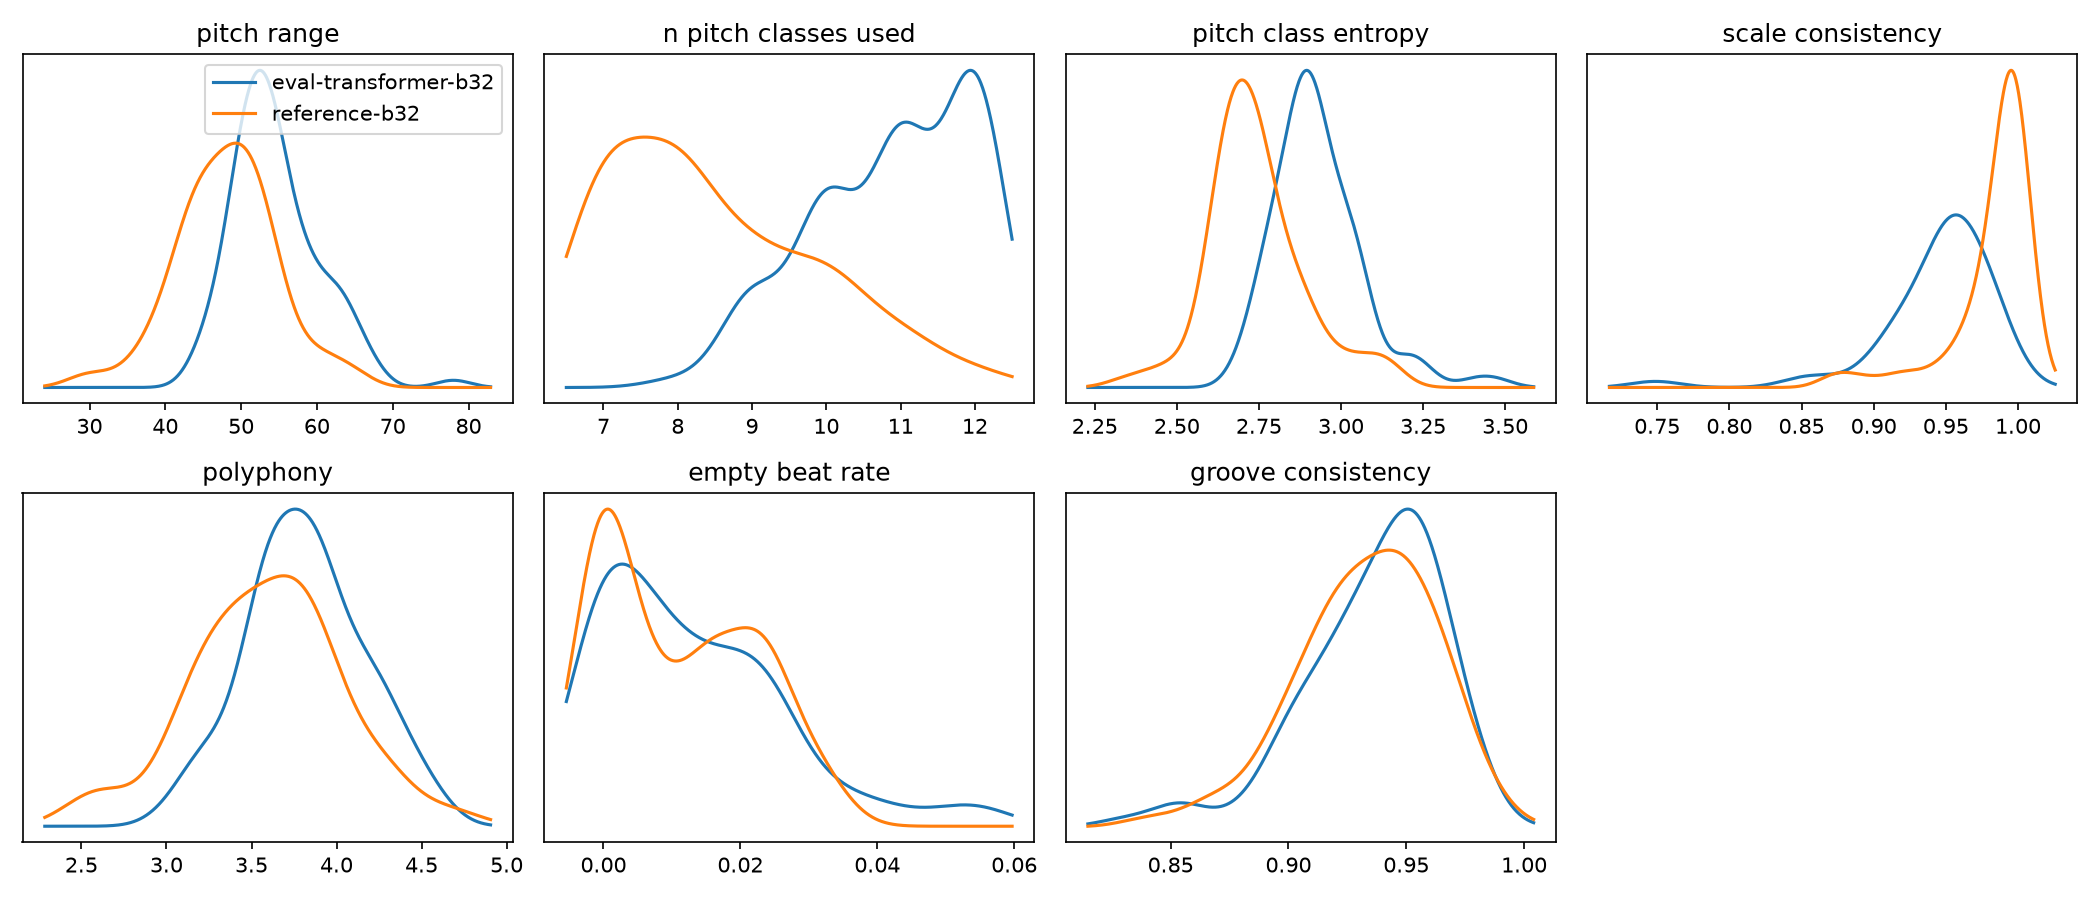 pitch range
n pitch classes used
pitch class entropy
scale consistency
eval-transformer-b32
reference-b32
30 40 50 60 70 80
7 8 9 10 11 12
2.25 2.50 2.75 3.00 3.25 3.50
0.75 0.80 0.85 0.90 0.95 1.00
polyphony
empty beat rate
groove consistency
2.5 3.0 3.5 4.0 4.5 5.0
0.00 0.02 0.04 0.06
0.85 0.90 0.95 1.00